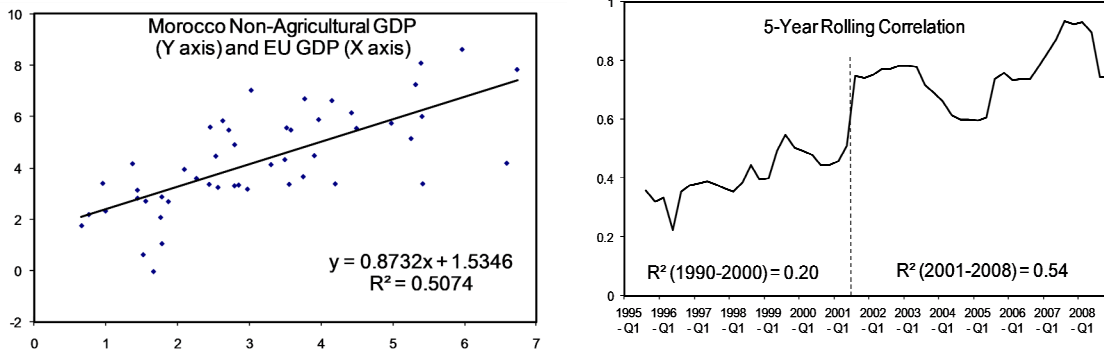 Morocco Non-Agricultural GDP
(Y axis) and EU GDP (X axis)
10
8
6
4
2
0
-2
0 1 2 3 4 5 6 7
y = 0.8732x + 1.5346
R² = 0.5074
5-Year Rolling Correlation
1
0.8
0.6
0.4
0.2
0
R² (1990-2000) = 0.20
R² (2001-2008) = 0.54
1995 1996 1997 1998 1999 2000 2001 2002 2003 2004 2005 2006 2007 2008
- Q1 - Q1 - Q1 - Q1 - Q1 - Q1 - Q1 - Q1 - Q1 - Q1 - Q1 - Q1 - Q1 - Q1